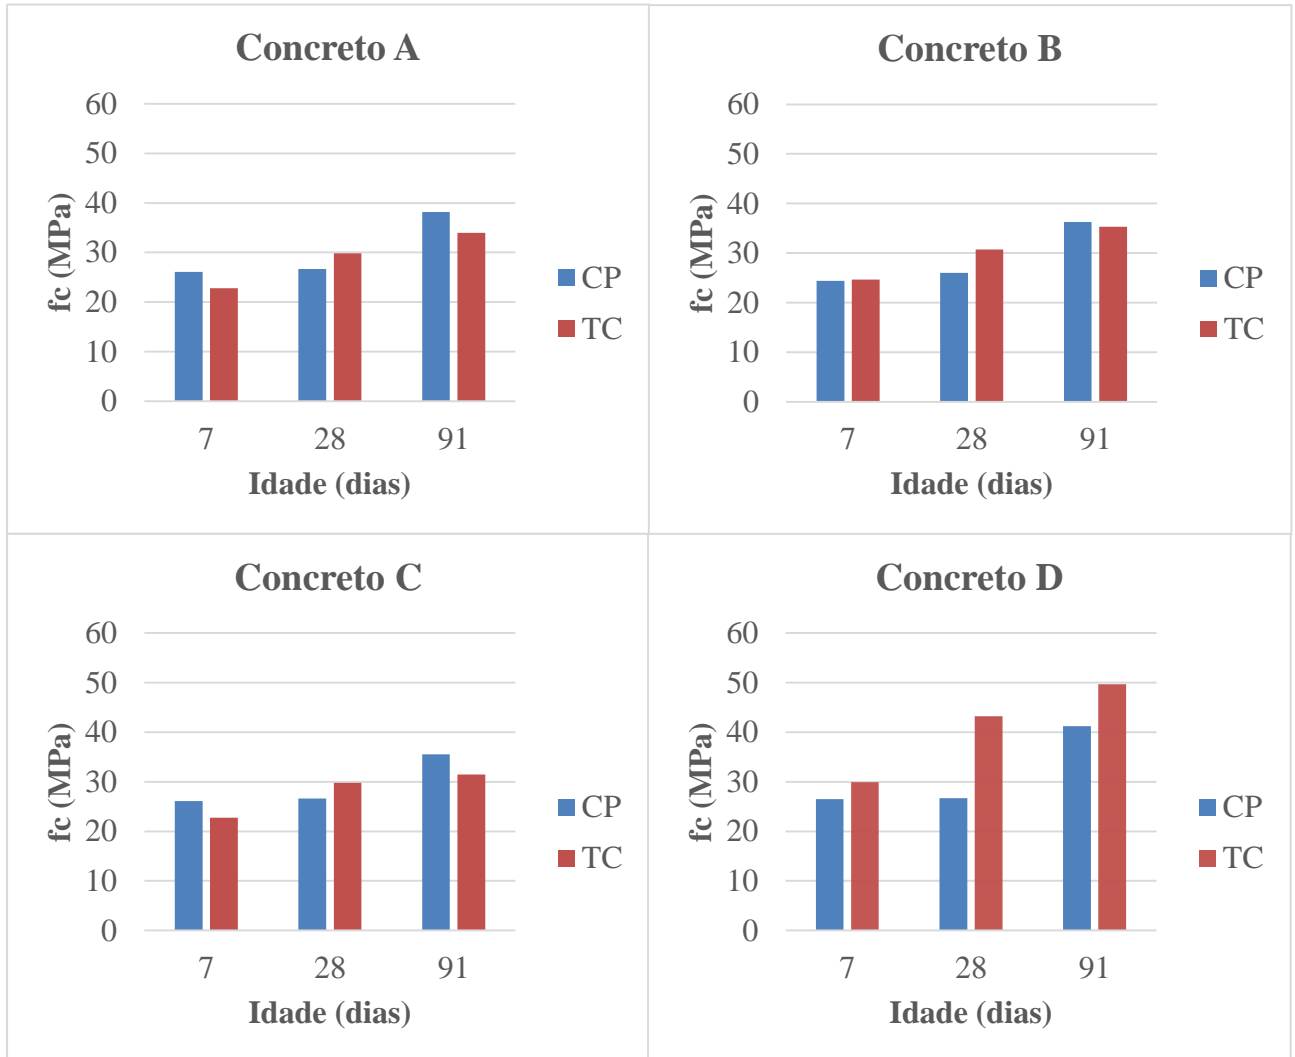 Concreto A
60
50
40
30
20
10
0
fc (MPa)
7 28 91
Idade (dias)
CP
TC
Concreto B
60
50
40
30
20
10
0
fc (MPa)
7 28 91
Idade (dias)
CP
TC
Concreto C
60
50
40
30
20
10
0
fc (MPa)
7 28 91
Idade (dias)
CP
TC
Concreto D
60
50
40
30
20
10
0
fc (MPa)
7 28 91
Idade (dias)
CP
TC